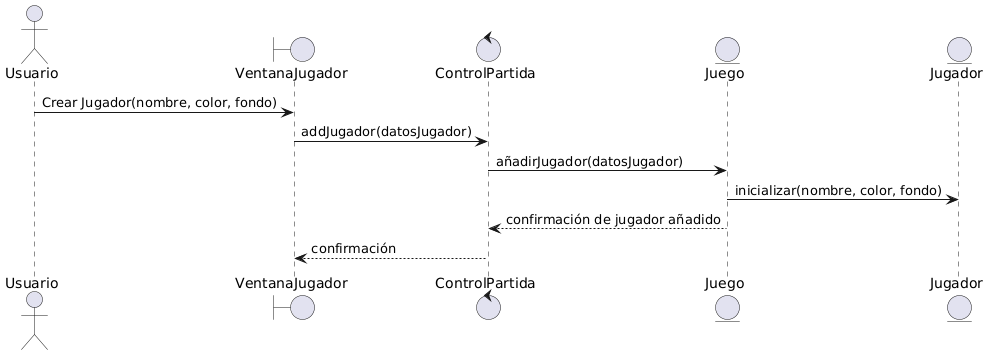 Usuario
VentanaJugador
ControlPartida
Juego
Jugador
Crear Jugador(nombre, color, fondo)
addJugador(datosJugador)
añadirJugador(datosJugador)
inicializar(nombre, color, fondo)
confirmación de jugador añadido
confirmación
Usuario
VentanaJugador
ControlPartida
Juego
Jugador